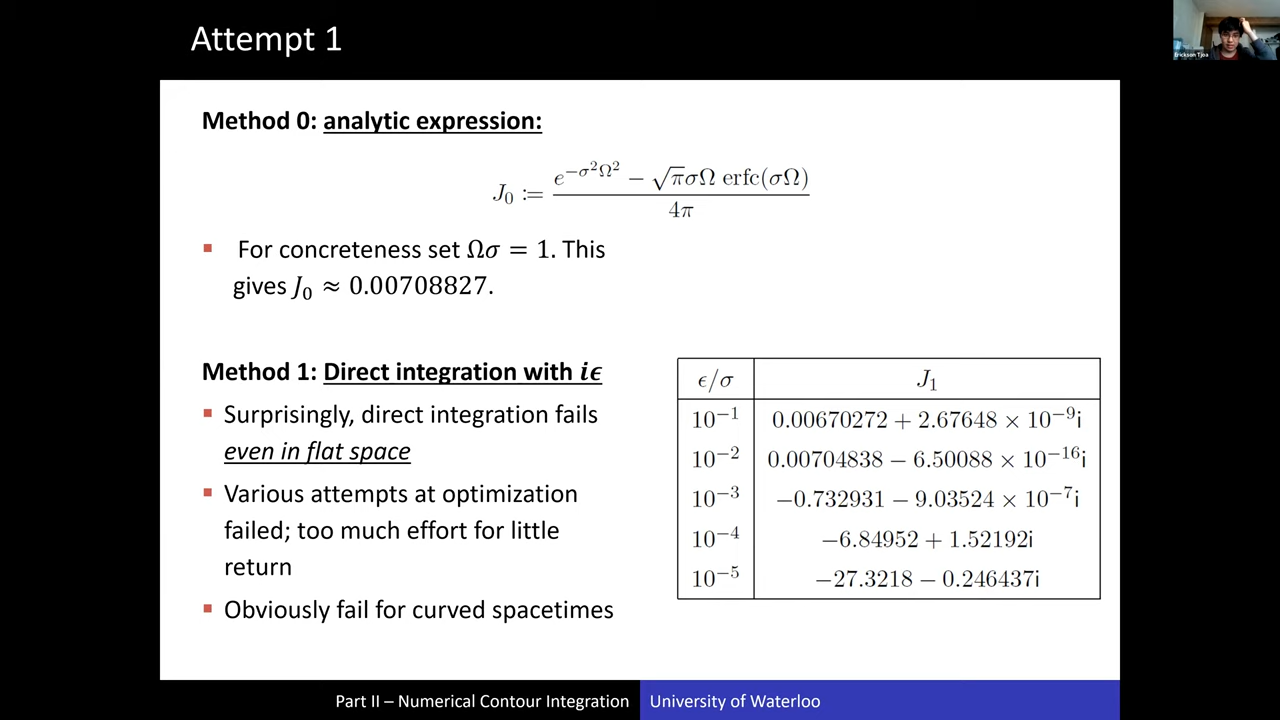 Attempt 1
Erickson Tjoa
Method 0: analytic expression:
J₀ := (e^{−σ²Ω²} − √π σΩ erfc(σΩ)) / 4π
▪ For concreteness set Ωσ = 1. This
gives J₀ ≈ 0.00708827.
Method 1: Direct integration with iϵ
▪ Surprisingly, direct integration fails
even in flat space
▪ Various attempts at optimization
failed; too much effort for little
return
▪ Obviously fail for curved spacetimes
ϵ/σ J₁
10⁻¹ 0.00670272 + 2.67648 × 10⁻⁹i
10⁻² 0.00704838 − 6.50088 × 10⁻¹⁶i
10⁻³ −0.732931 − 9.03524 × 10⁻⁷i
10⁻⁴ −6.84952 + 1.52192i
10⁻⁵ −27.3218 − 0.246437i
Part II – Numerical Contour Integration University of Waterloo